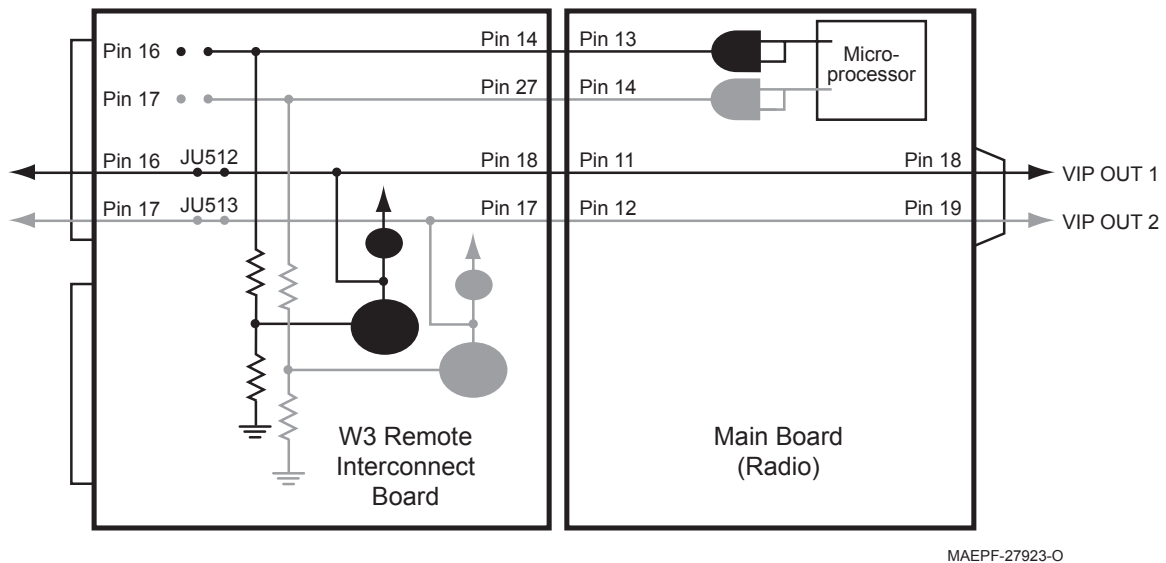 Pin 16
Pin 14
Pin 13
Micro-
processor
Pin 17
Pin 27
Pin 14
Pin 16
JU512
Pin 18
Pin 11
Pin 18
VIP OUT 1
Pin 17
JU513
Pin 17
Pin 12
Pin 19
VIP OUT 2
W3 Remote
Interconnect
Board
Main Board
(Radio)
MAEPF-27923-O